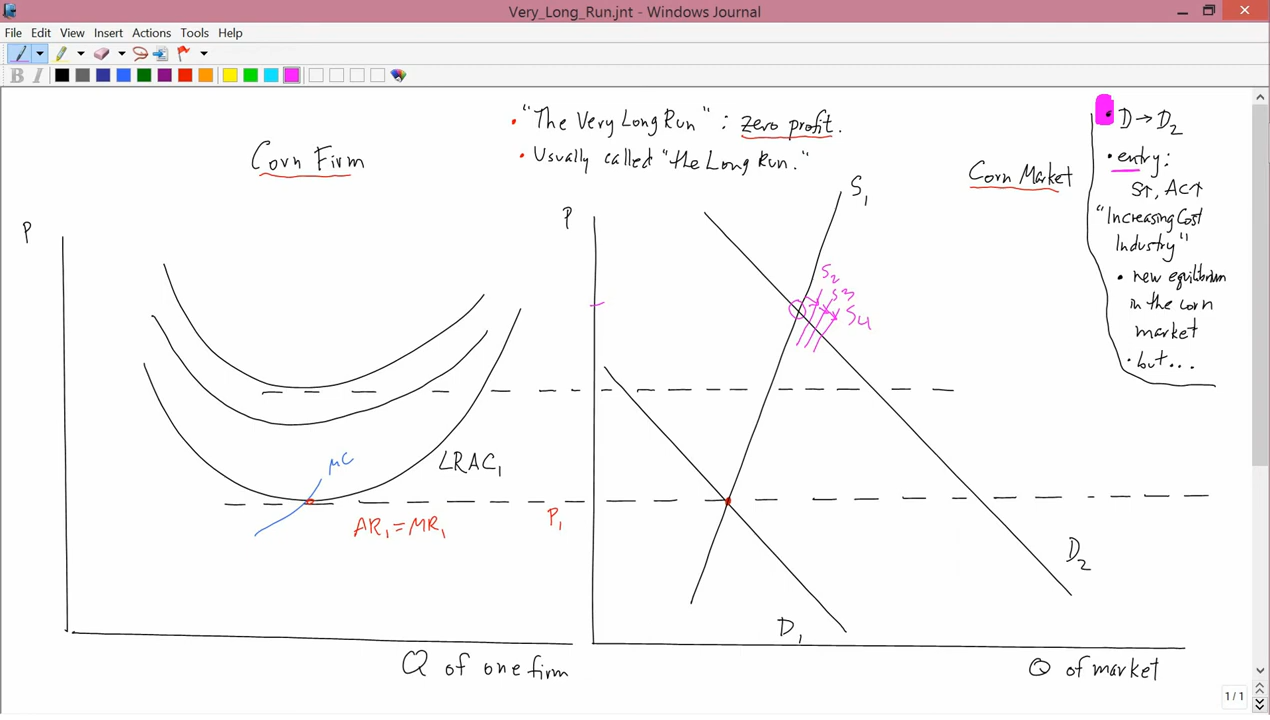 Very_Long_Run.jnt - Windows Journal
File Edit View Insert Actions Tools Help
B I
• "The Very Long Run" : zero profit.
• Usually called "the Long Run."
Corn Firm
Corn Market
• D → D₂
• entry:
S↑, AC↑
"Increasing Cost
Industry"
• new equilibrium
in the corn
market
• but...
P
P
S₁
S₂
S3
S4
MC
LRAC₁
AR₁ = MR₁
P₁
D₂
D₁
Q of one firm
Q of market
1 / 1